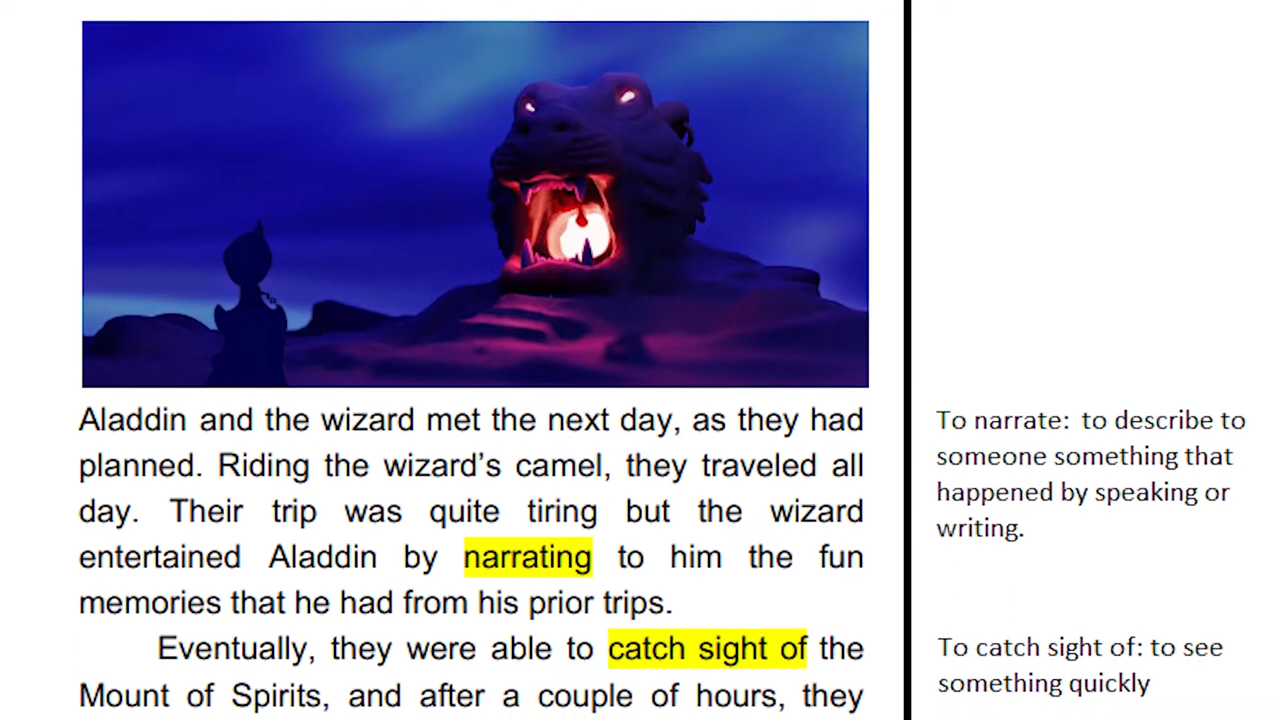 Aladdin and the wizard met the next day, as they had
planned. Riding the wizard’s camel, they traveled all
day. Their trip was quite tiring but the wizard
entertained Aladdin by narrating to him the fun
memories that he had from his prior trips.
Eventually, they were able to catch sight of the
Mount of Spirits, and after a couple of hours, they
To narrate: to describe to
someone something that
happened by speaking or
writing.
To catch sight of: to see
something quickly